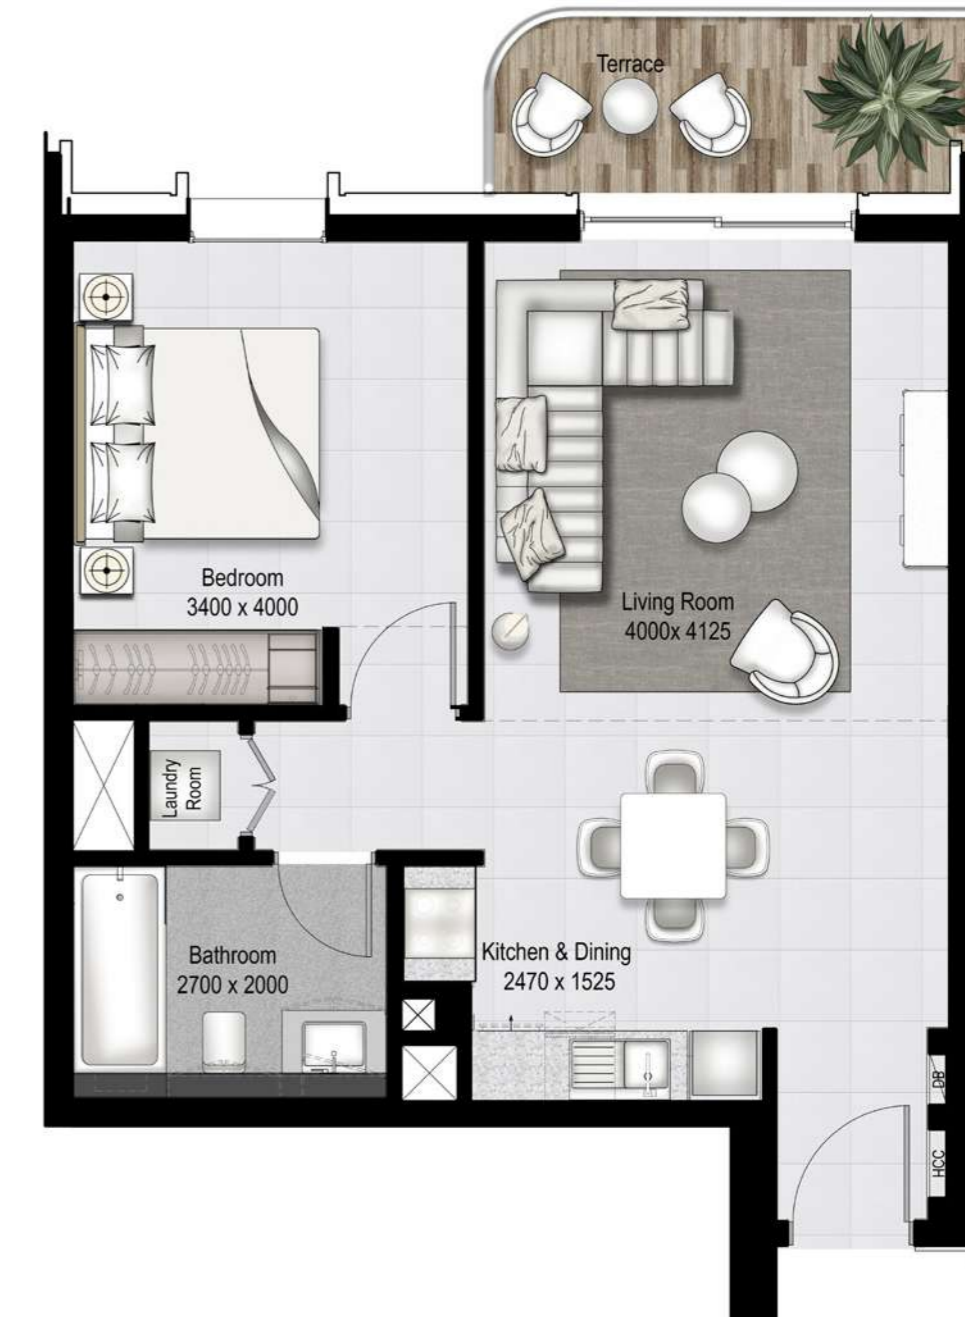 Terrace
Bedroom
3400 x 4000
Living Room
4000x 4125
Laundry
Room
Bathroom
2700 x 2000
Kitchen & Dining
2470 x 1525
DB
HCC